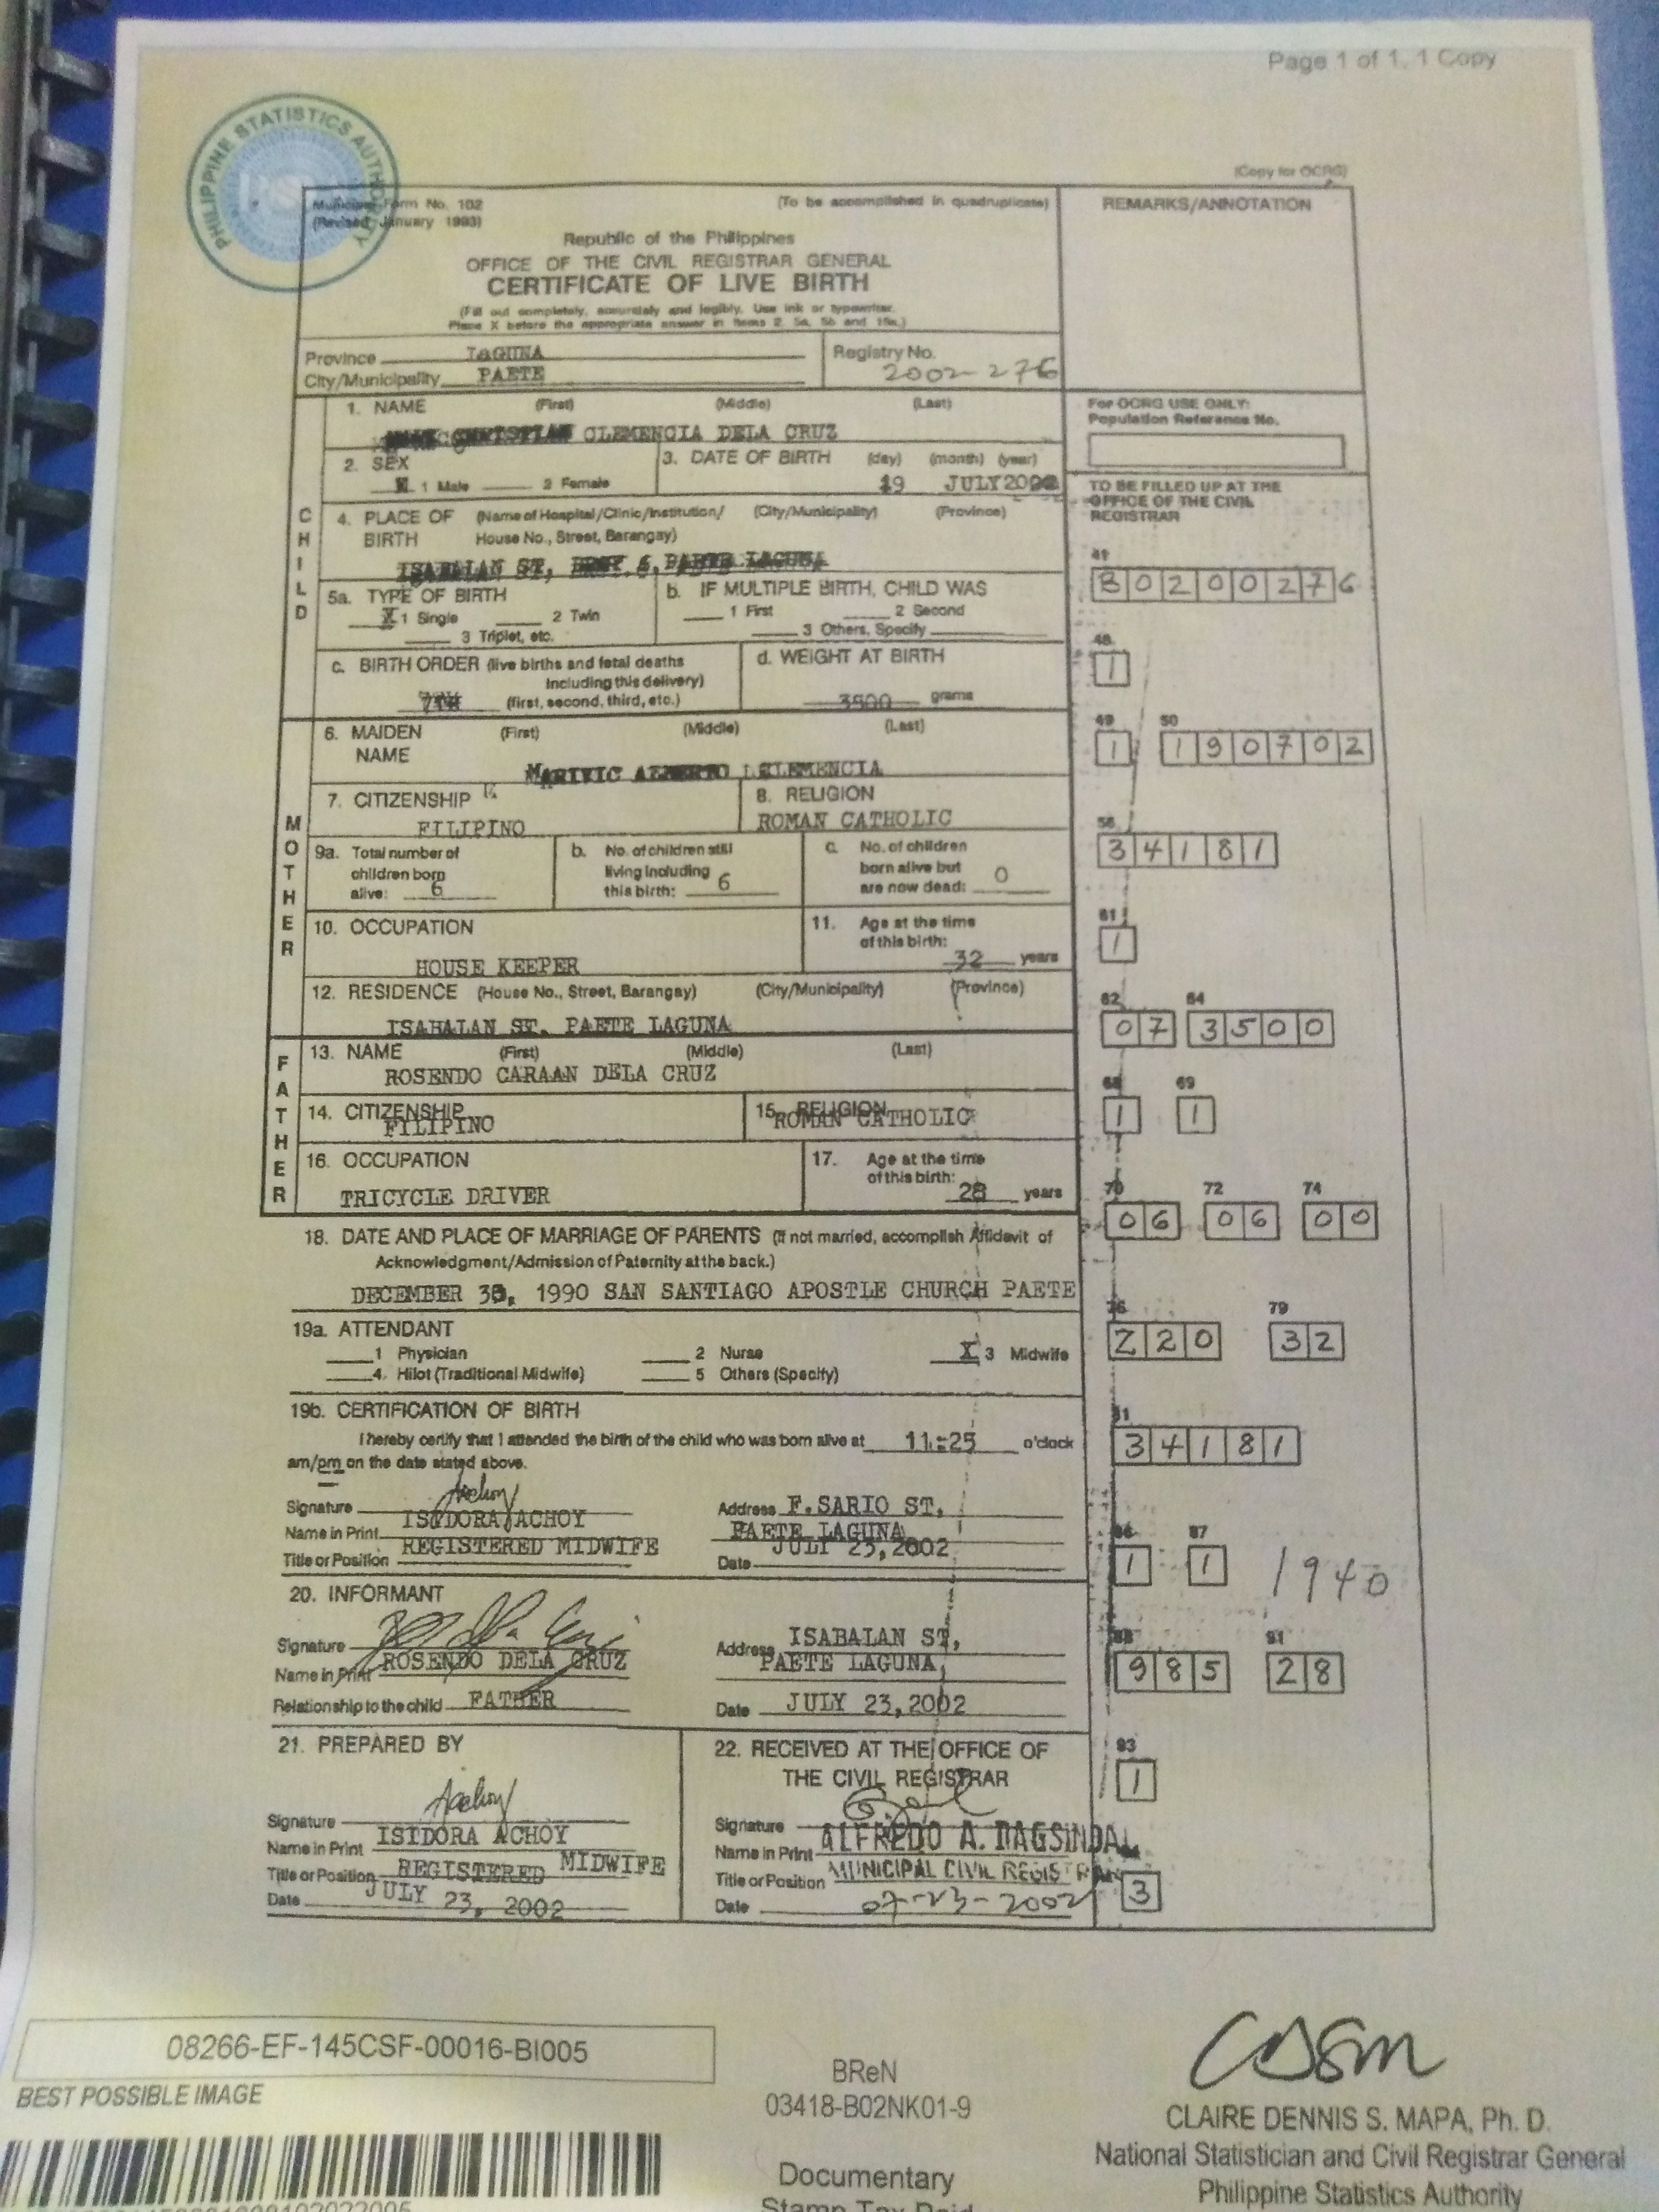 Page 1 of 1, 1 Copy
PHILIPPINE STATISTICS AUTHORITY
(Copy for OCRG)
Municipal Form No. 102
(Revised January 1993)
(To be accomplished in quadruplicate)
REMARKS/ANNOTATION
Republic of the Philippines
OFFICE OF THE CIVIL REGISTRAR GENERAL
CERTIFICATE OF LIVE BIRTH
(Fill out completely, accurately and legibly. Use ink or typewriter.
Place X before the appropriate answer in items 2, 5a, 5b and 19a.)
Province LAGUNA
Registry No.
City/Municipality PAETE
2002-276
CHILD
1. NAME (First) (Middle) (Last)
CHRISTIAN CLEMENCIA DELA CRUZ
For OCRG USE ONLY:
Population Reference No.
2. SEX
X 1 Male 2 Female
3. DATE OF BIRTH (day) (month) (year)
19 JULY 2002
TO BE FILLED UP AT THE
OFFICE OF THE CIVIL
REGISTRAR
4. PLACE OF (Name of Hospital/Clinic/Institution/ (City/Municipality) (Province)
BIRTH House No., Street, Barangay)
ISABALAN ST, PAETE LAGUNA
41
B02002276
5a. TYPE OF BIRTH
X 1 Single 2 Twin
3 Triplet, etc.
b. IF MULTIPLE BIRTH, CHILD WAS
1 First 2 Second
3 Others, Specify
48
1
c. BIRTH ORDER (live births and fetal deaths
including this delivery)
7TH (first, second, third, etc.)
d. WEIGHT AT BIRTH
3500 grams
49 50
1 190702
MOTHER
6. MAIDEN (First) (Middle) (Last)
NAME
MARIVIC ALBERTO CLEMENCIA
7. CITIZENSHIP
FILIPINO
8. RELIGION
ROMAN CATHOLIC
56
34181
9a. Total number of
children born
alive: 6
b. No. of children still
living including
this birth: 6
c. No. of children
born alive but
are now dead: 0
10. OCCUPATION
HOUSE KEEPER
11. Age at the time
of this birth:
32 years
61
1
12. RESIDENCE (House No., Street, Barangay) (City/Municipality) (Province)
ISABALAN ST. PAETE LAGUNA
62 64
07 3500
FATHER
13. NAME (First) (Middle) (Last)
ROSENDO CARAAN DELA CRUZ
68 69
1 1
14. CITIZENSHIP
FILIPINO
15. RELIGION
ROMAN CATHOLIC
16. OCCUPATION
TRICYCLE DRIVER
17. Age at the time
of this birth:
28 years
70 72 74
06 06 00
18. DATE AND PLACE OF MARRIAGE OF PARENTS (If not married, accomplish Affidavit of
Acknowledgment/Admission of Paternity at the back.)
DECEMBER 30, 1990 SAN SANTIAGO APOSTLE CHURCH PAETE
76 79
220 32
19a. ATTENDANT
1 Physician 2 Nurse X 3 Midwife
4. Hilot (Traditional Midwife) 5 Others (Specify)
19b. CERTIFICATION OF BIRTH
I hereby certify that I attended the birth of the child who was born alive at 11:25 o'clock
am/pm on the date stated above.
81
34181
Signature Achoy
Name in Print ISIDORA ACHOY
Title or Position REGISTERED MIDWIFE
Address F.SARIO ST.
PAETE LAGUNA
Date JULY 23,2002
86 87
1 1 1940
20. INFORMANT
Signature
Name in Print ROSENDO DELA CRUZ
Relationship to the child FATHER
Address ISABALAN ST,
PAETE LAGUNA,
Date JULY 23,2002
88 91
985 28
21. PREPARED BY
Signature Achoy
Name in Print ISIDORA ACHOY
Title or Position REGISTERED MIDWIFE
Date JULY 23, 2002
22. RECEIVED AT THE OFFICE OF
THE CIVIL REGISTRAR
Signature
Name in Print ALFREDO A. DAGSINDAL
Title or Position MUNICIPAL CIVIL REGISTRAR
Date 07-23-2002
93
1
3
08266-EF-145CSF-00016-BI005
BEST POSSIBLE IMAGE
BReN
03418-B02NK01-9
Documentary
Stamp Tax Paid
CLAIRE DENNIS S. MAPA, Ph. D.
National Statistician and Civil Registrar General
Philippine Statistics Authority